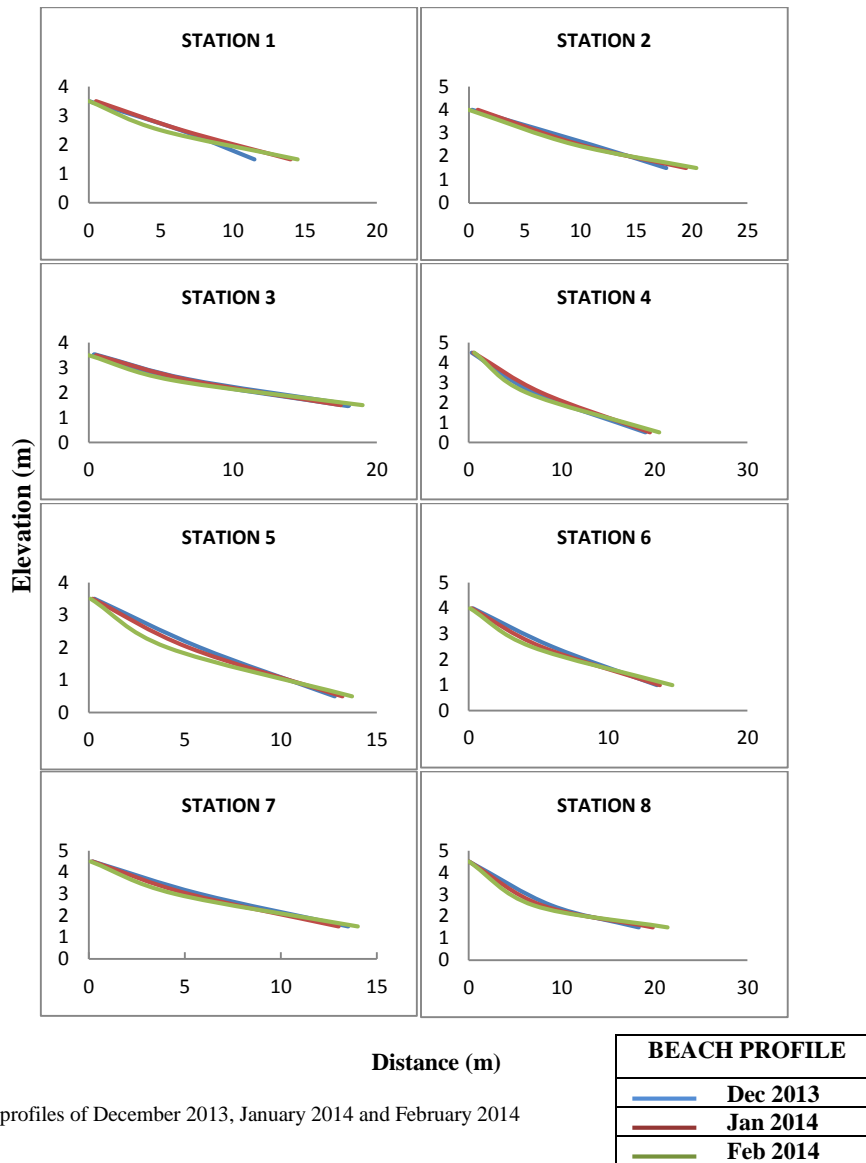 STATION 1
4
3
2
1
0
0 5 10 15 20
STATION 2
5
4
3
2
1
0
0 5 10 15 20 25
STATION 3
4
3
2
1
0
0 10 20
STATION 4
5
4
3
2
1
0
0 10 20 30
Elevation (m)
STATION 5
4
3
2
1
0
0 5 10 15
STATION 6
5
4
3
2
1
0
0 10 20
STATION 7
5
4
3
2
1
0
0 5 10 15
STATION 8
5
4
3
2
1
0
0 10 20 30
Distance (m)
BEACH PROFILE
Dec 2013
Jan 2014
Feb 2014
profiles of December 2013, January 2014 and February 2014